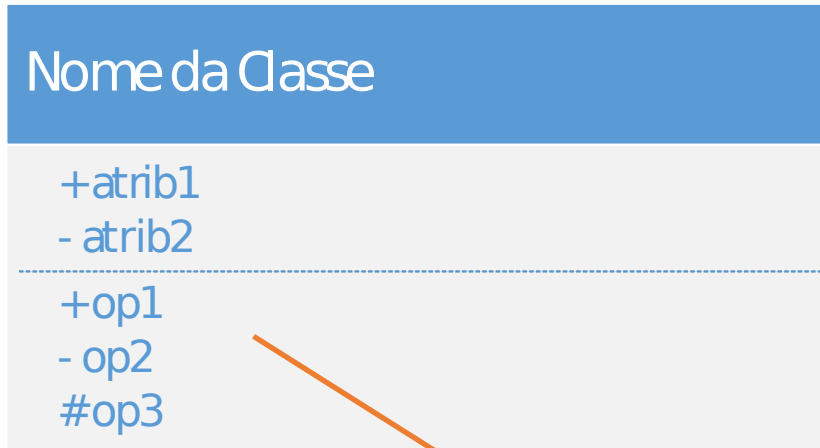 Nome da Classe
+ atrib1
- atrib2
+ op1
- op2
# op3